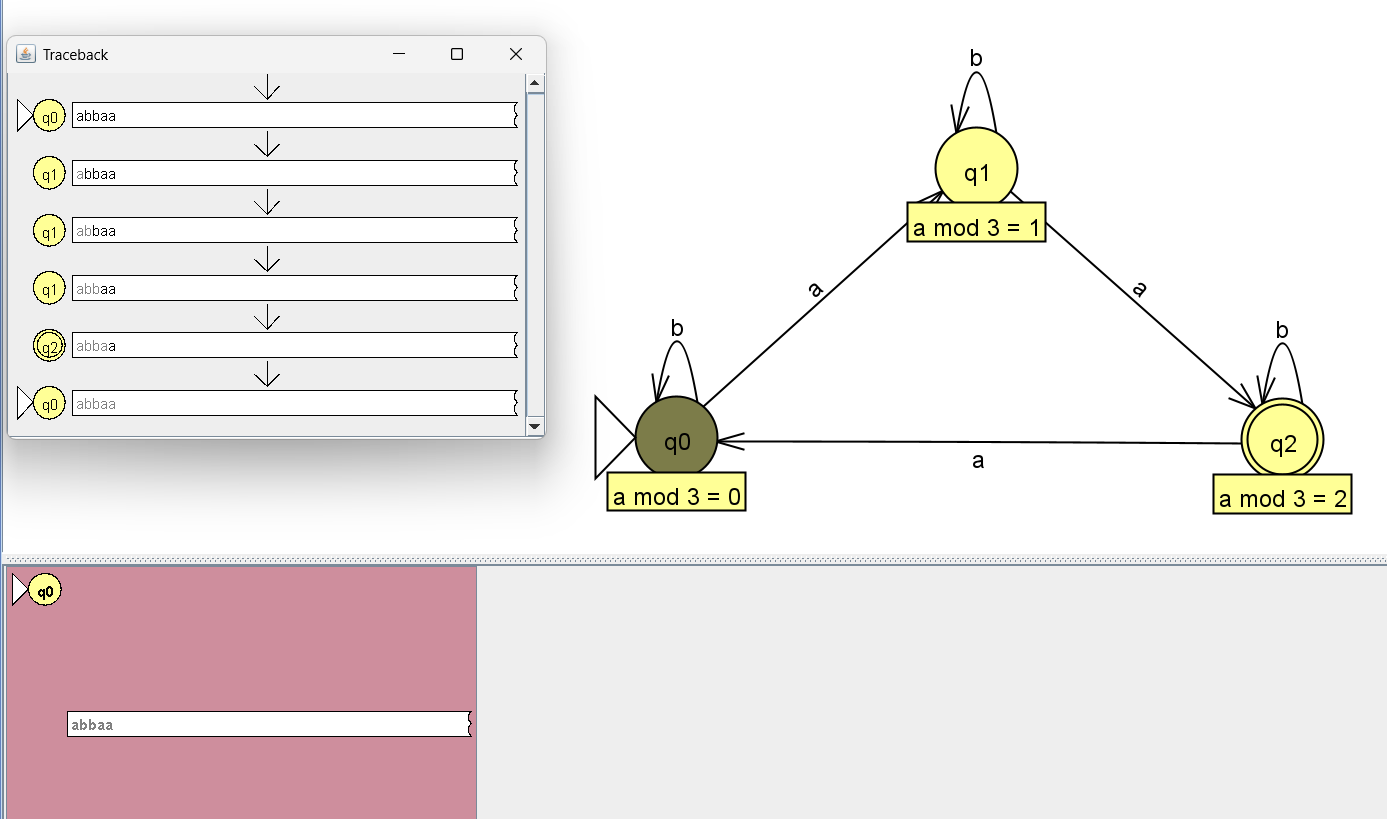 Traceback
q0 abbaa
q1 abbaa
q1 abbaa
q1 abbaa
q2 abbaa
q0 abbaa
b
q1
a mod 3 = 1
a
a
b
b
q0
q2
a
a mod 3 = 0
a mod 3 = 2
q0
abbaa